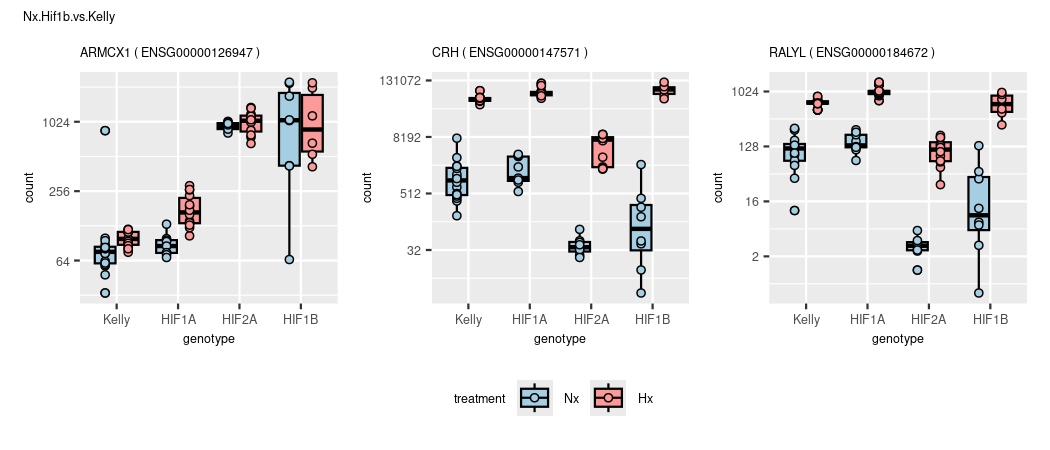 Nx.Hif1b.vs.Kelly
ARMCX1 ( ENSG00000126947 )
1024
256
64
count
Kelly HIF1A HIF2A HIF1B
genotype
CRH ( ENSG00000147571 )
131072
8192
512
32
count
Kelly HIF1A HIF2A HIF1B
genotype
RALYL ( ENSG00000184672 )
1024
128
16
2
count
Kelly HIF1A HIF2A HIF1B
genotype
treatment Nx Hx